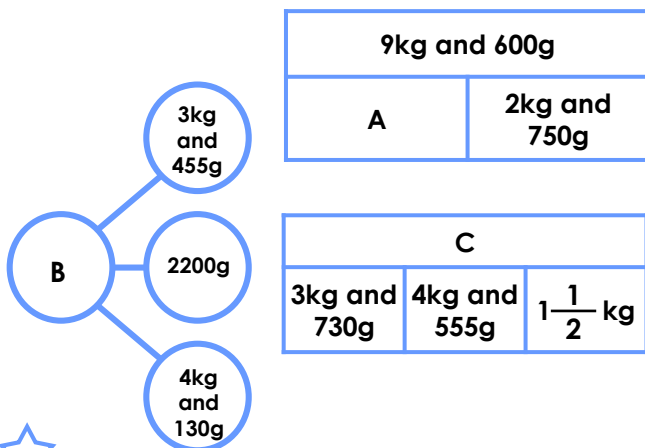 9kg and 600g
A
2kg and
750g
3kg
and
455g
B
2200g
4kg
and
130g
C
3kg and
730g
4kg and
555g
1 1/2 kg